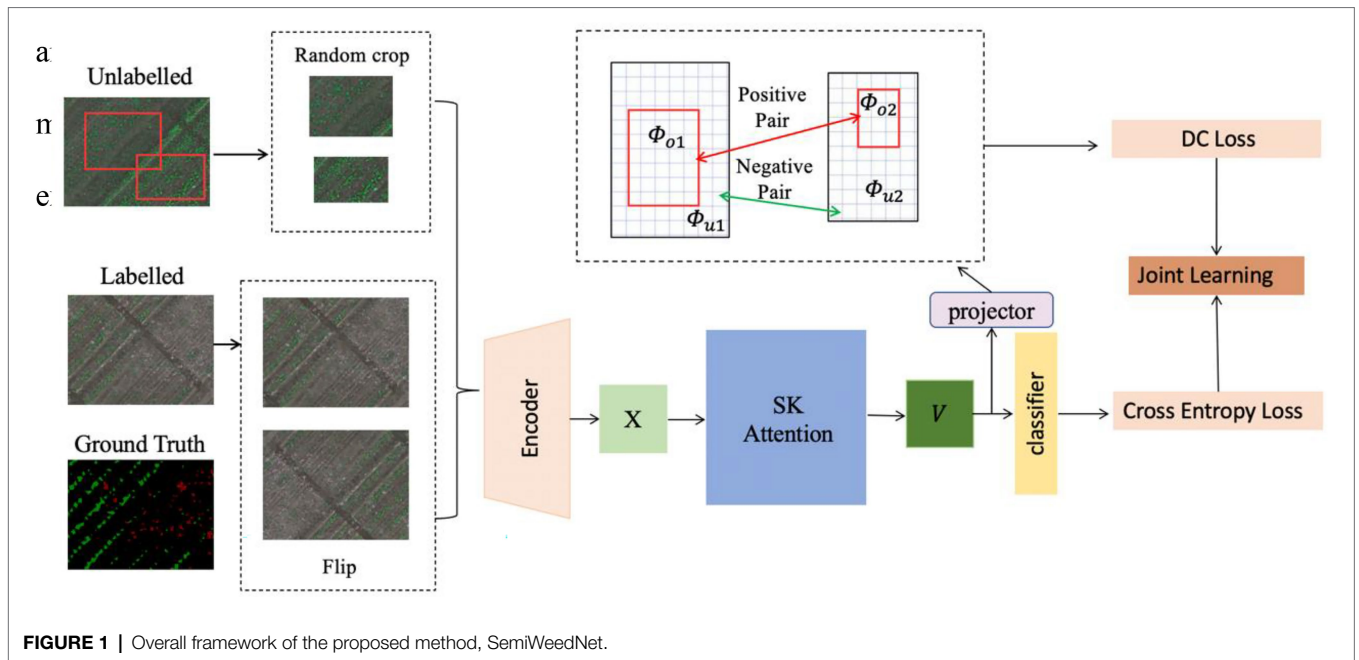 a
Unlabelled
m
e
Random crop
Labelled
Ground Truth
Flip
Encoder
X
SK
Attention
V
projector
classifier
Positive
Pair
Negative
Pair
Φo1
Φu1
Φo2
Φu2
DC Loss
Joint Learning
Cross Entropy Loss
FIGURE 1 | Overall framework of the proposed method, SemiWeedNet.